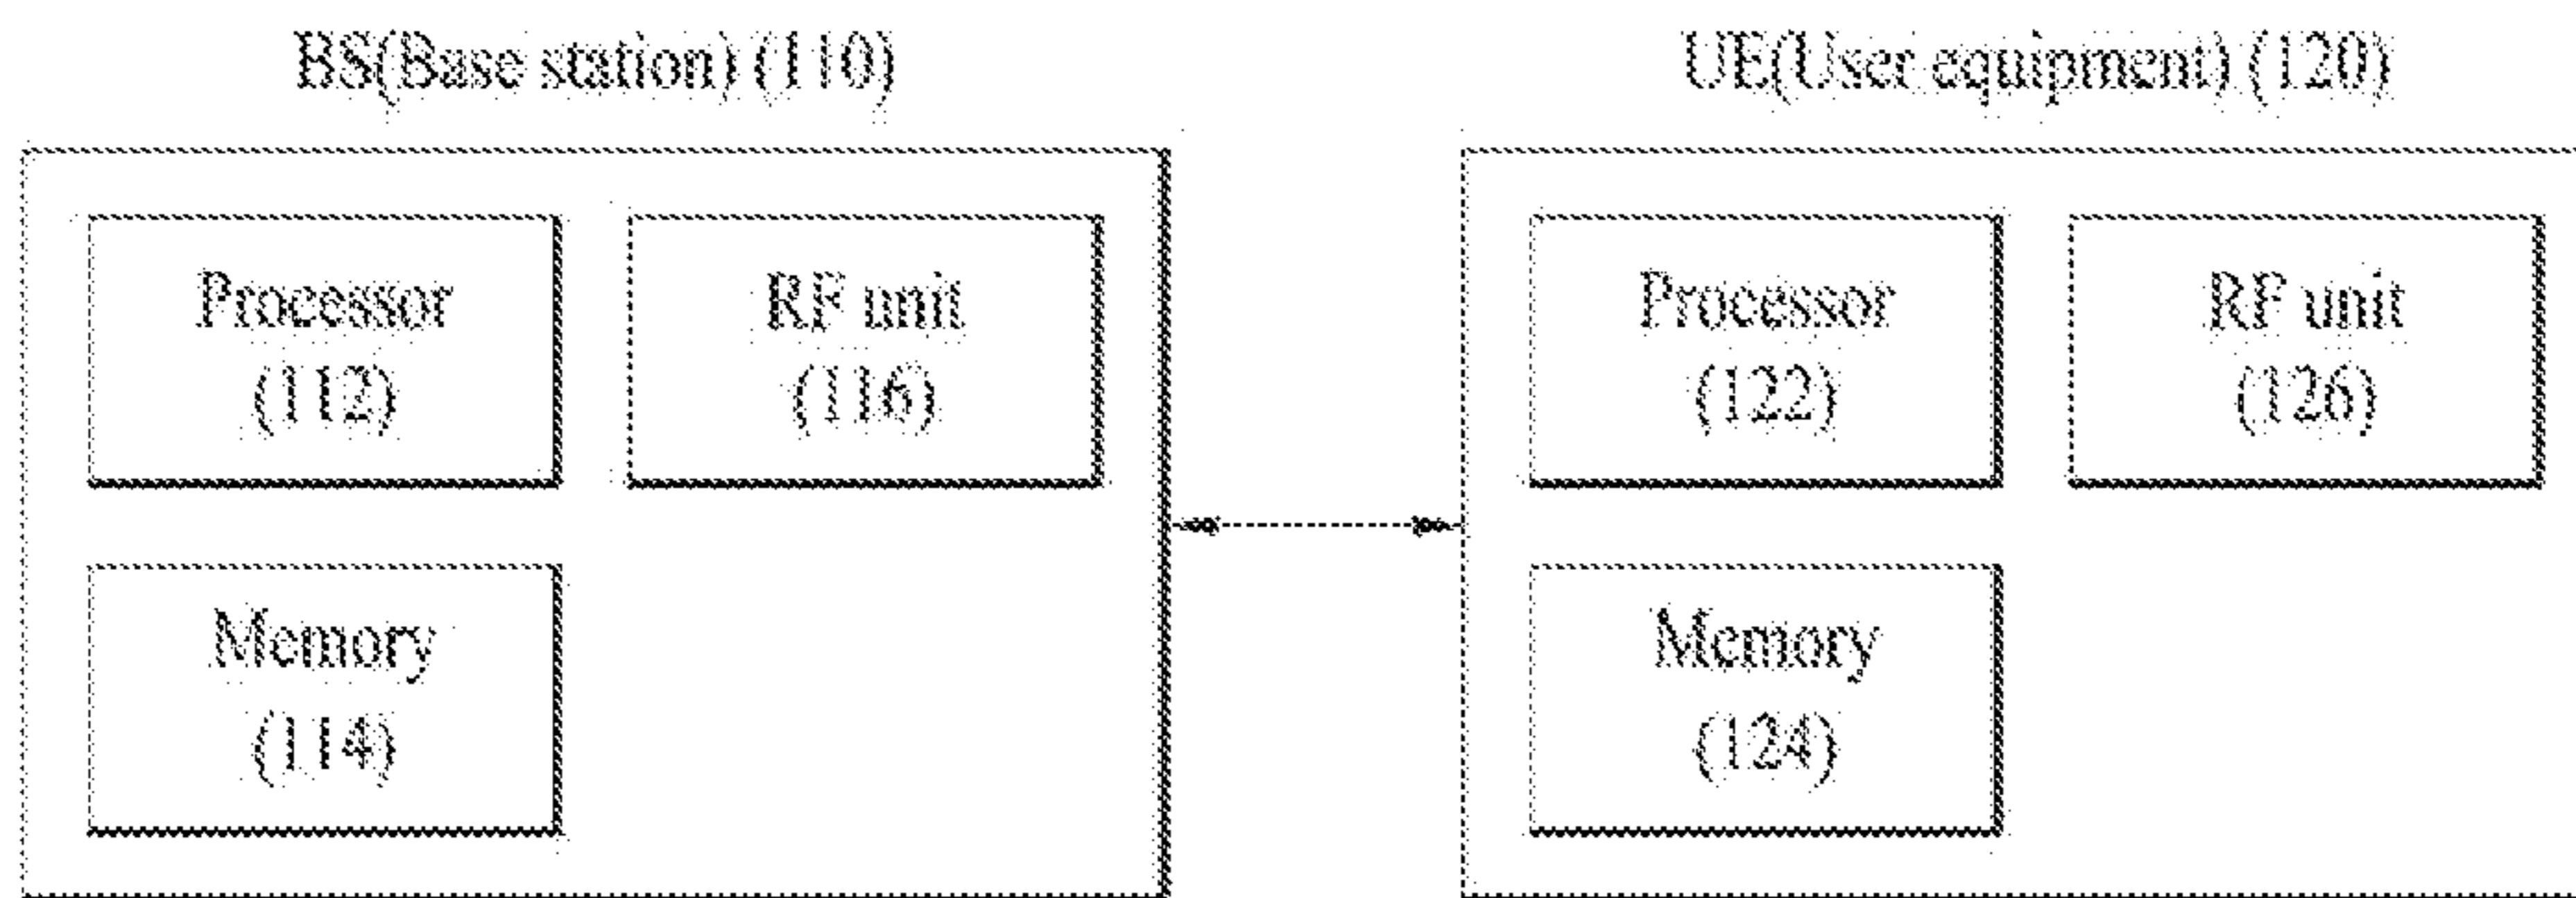 BS(Base station) (110)
UE(User equipment) (120)
Processor
(112)
RF unit
(116)
Memory
(114)
Processor
(122)
RF unit
(126)
Memory
(124)